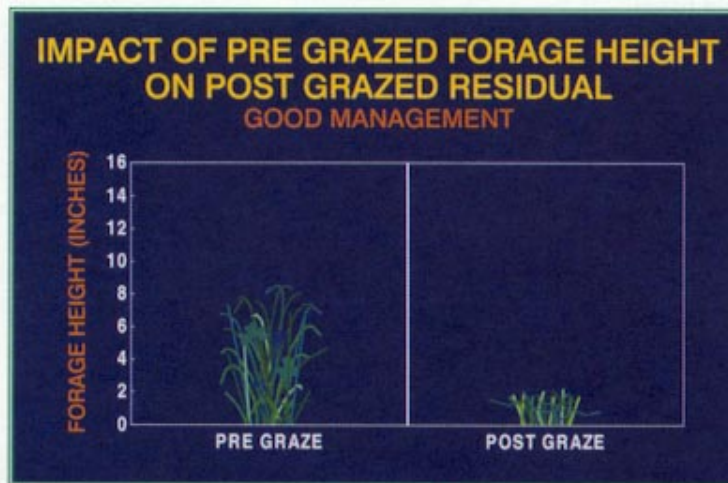 IMPACT OF PRE GRAZED FORAGE HEIGHT
ON POST GRAZED RESIDUAL
GOOD MANAGEMENT
FORAGE HEIGHT (INCHES)
16
14
12
10
8
6
4
2
0
PRE GRAZE
POST GRAZE